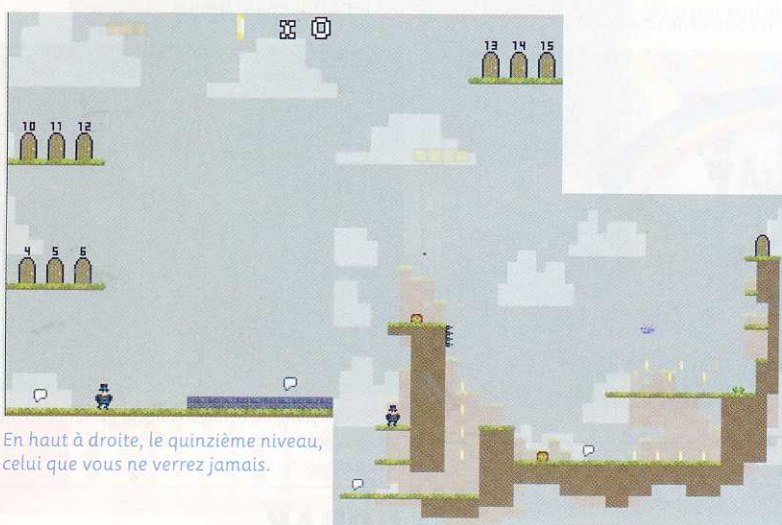 13 14 15
10 11 12
4 5 6
En haut à droite, le quinzième niveau,
celui que vous ne verrez jamais.